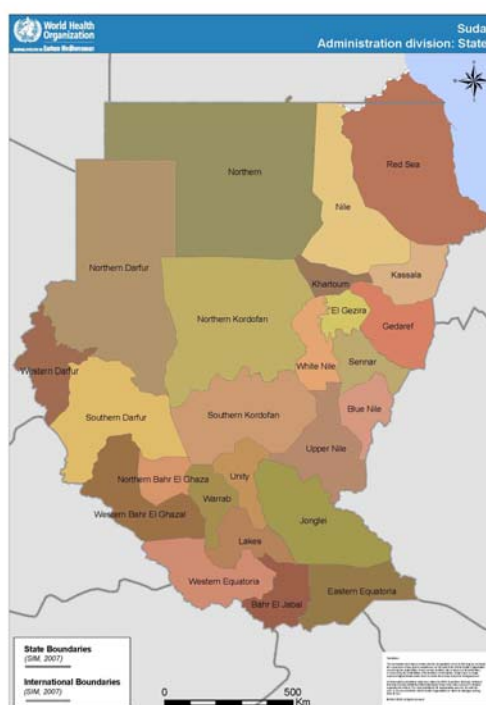 World Health
Organization
Suda
Administration division: State
Northern
Red Sea
Nile
Northern Darfur
Khartoum
Kassala
Northern Kordofan
El Gezira
Gedaref
Western Darfur
White Nile
Sennar
Southern Darfur
Southern Kordofan
Blue Nile
Upper Nile
Northern Bahr El Ghaza
Unity
Warrab
Western Bahr El Ghazal
Jonglei
Lakes
Western Equatoria
Eastern Equatoria
Bahr El Jabal
State Boundaries
(SIM, 2007)
International Boundaries
(SIM, 2007)
0
500
Km